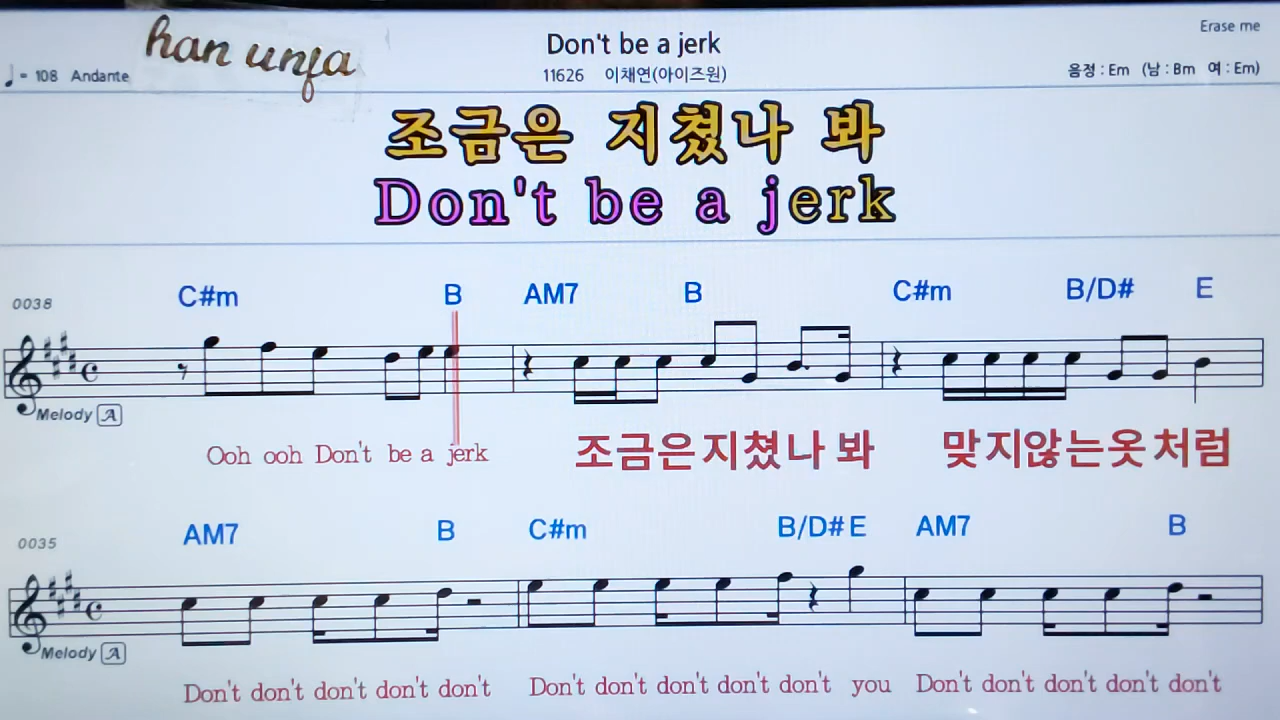 han unfa
Don't be a jerk
Erase me
♩= 108 Andante
11626 이채연(아이즈원)
음정 : Em (남 : Bm 여 : Em)
조금은 지쳤나 봐
Don't be a jerk
C#m B AM7 B C#m B/D# E
0038
Melody A
Ooh ooh Don't be a jerk 조금은지쳤나 봐 맞지않는옷처럼
AM7 B C#m B/D# E AM7 B
0035
Melody A
Don't don't don't don't don't Don't don't don't don't don't you Don't don't don't don't don't